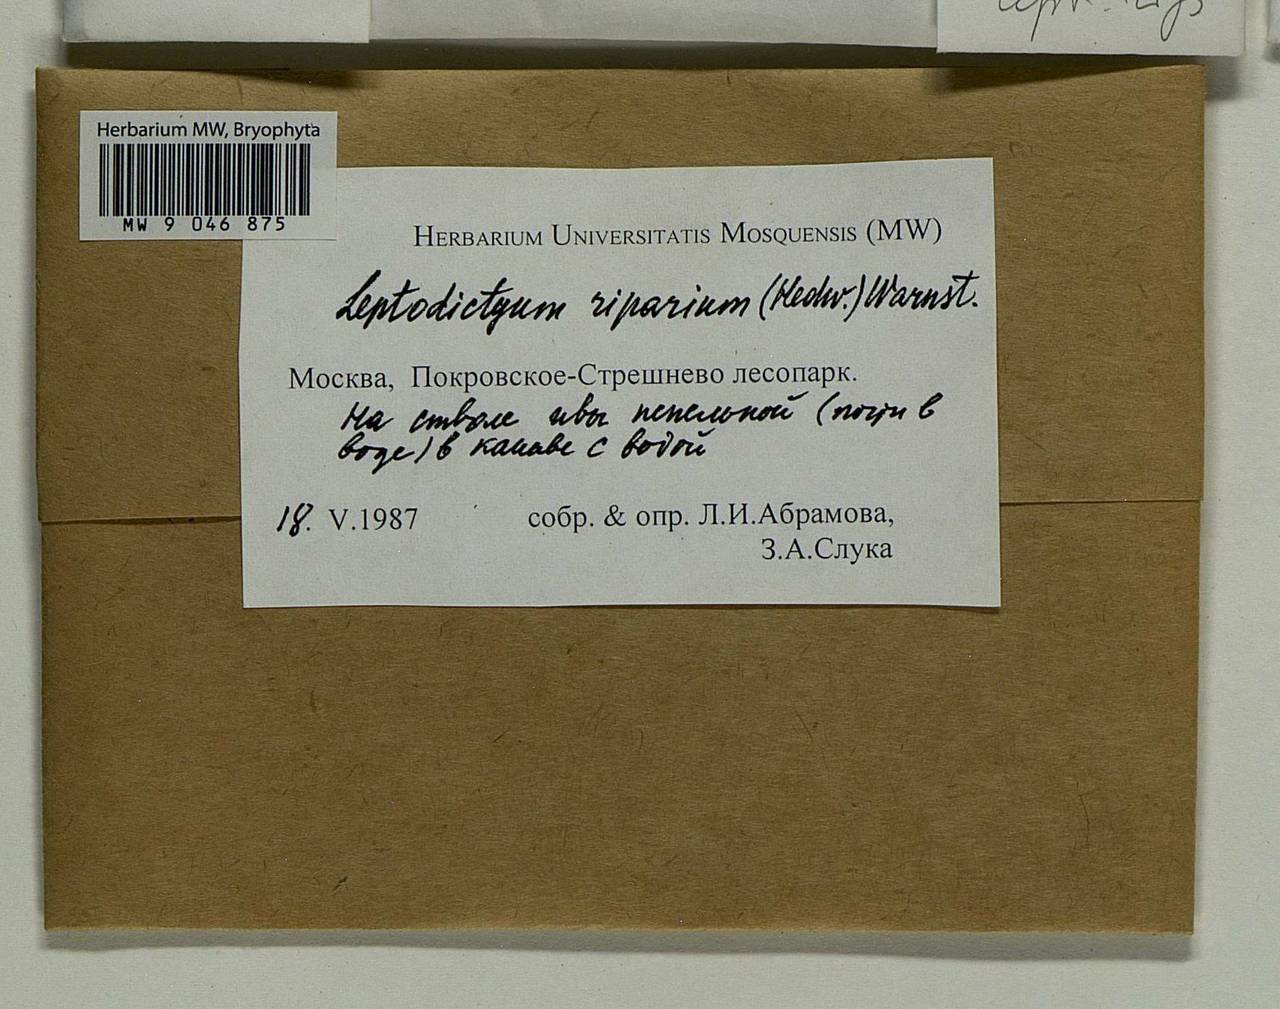 Herbarium MW, Bryophyta
MW 9 046 875
Herbarium Universitatis Mosquensis (MW)
Leptodictyum riparium (Hedw.) Warnst.
Москва, Покровское-Стрешнево лесопарк.
На стволе ивы пепельной (почти в
воде) в канаве с водой
18. V.1987
собр. & опр. Л.И.Абрамова,
З.А.Слука